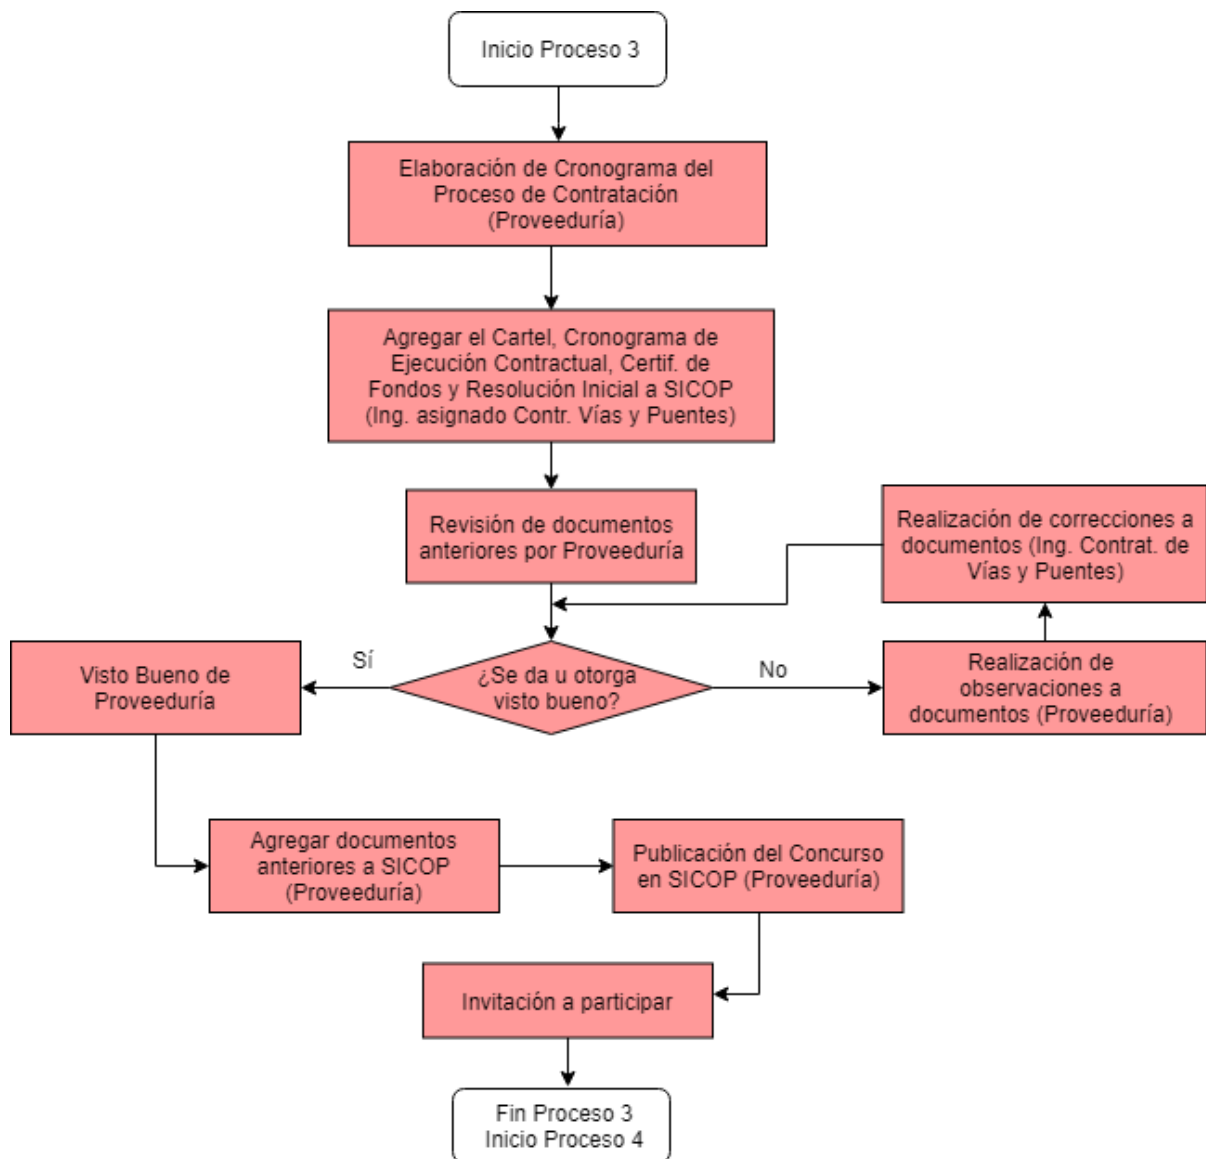 Inicio Proceso 3
Elaboración de Cronograma del
Proceso de Contratación
(Proveeduría)
Agregar el Cartel, Cronograma de
Ejecución Contractual, Certif. de
Fondos y Resolución Inicial a SICOP
(Ing. asignado Contr. Vías y Puentes)
Revisión de documentos
anteriores por Proveeduría
Realización de correcciones a
documentos (Ing. Contrat. de
Vías y Puentes)
¿Se da u otorga
visto bueno?
Sí
No
Visto Bueno de
Proveeduría
Realización de
observaciones a
documentos (Proveeduría)
Agregar documentos
anteriores a SICOP
(Proveeduría)
Publicación del Concurso
en SICOP (Proveeduría)
Invitación a participar
Fin Proceso 3
Inicio Proceso 4